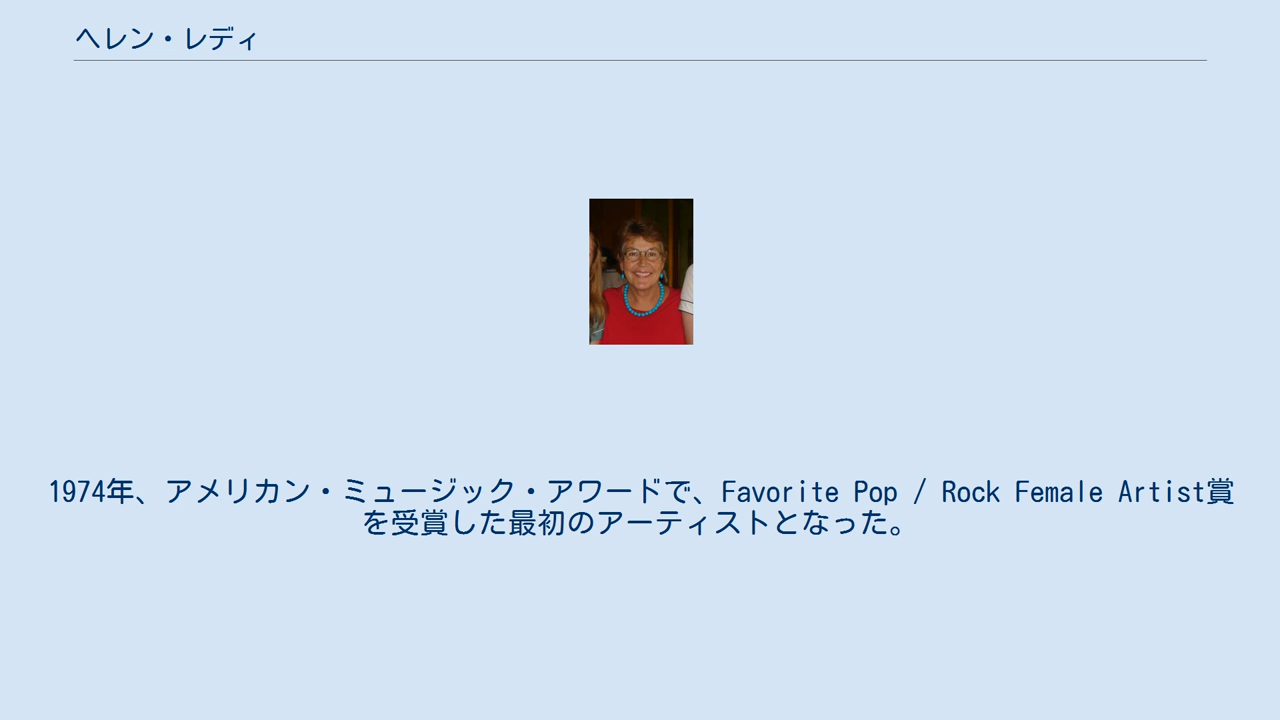 ヘレン・レディ
1974年、アメリカン・ミュージック・アワードで、Favorite Pop / Rock Female Artist賞
を受賞した最初のアーティストとなった。